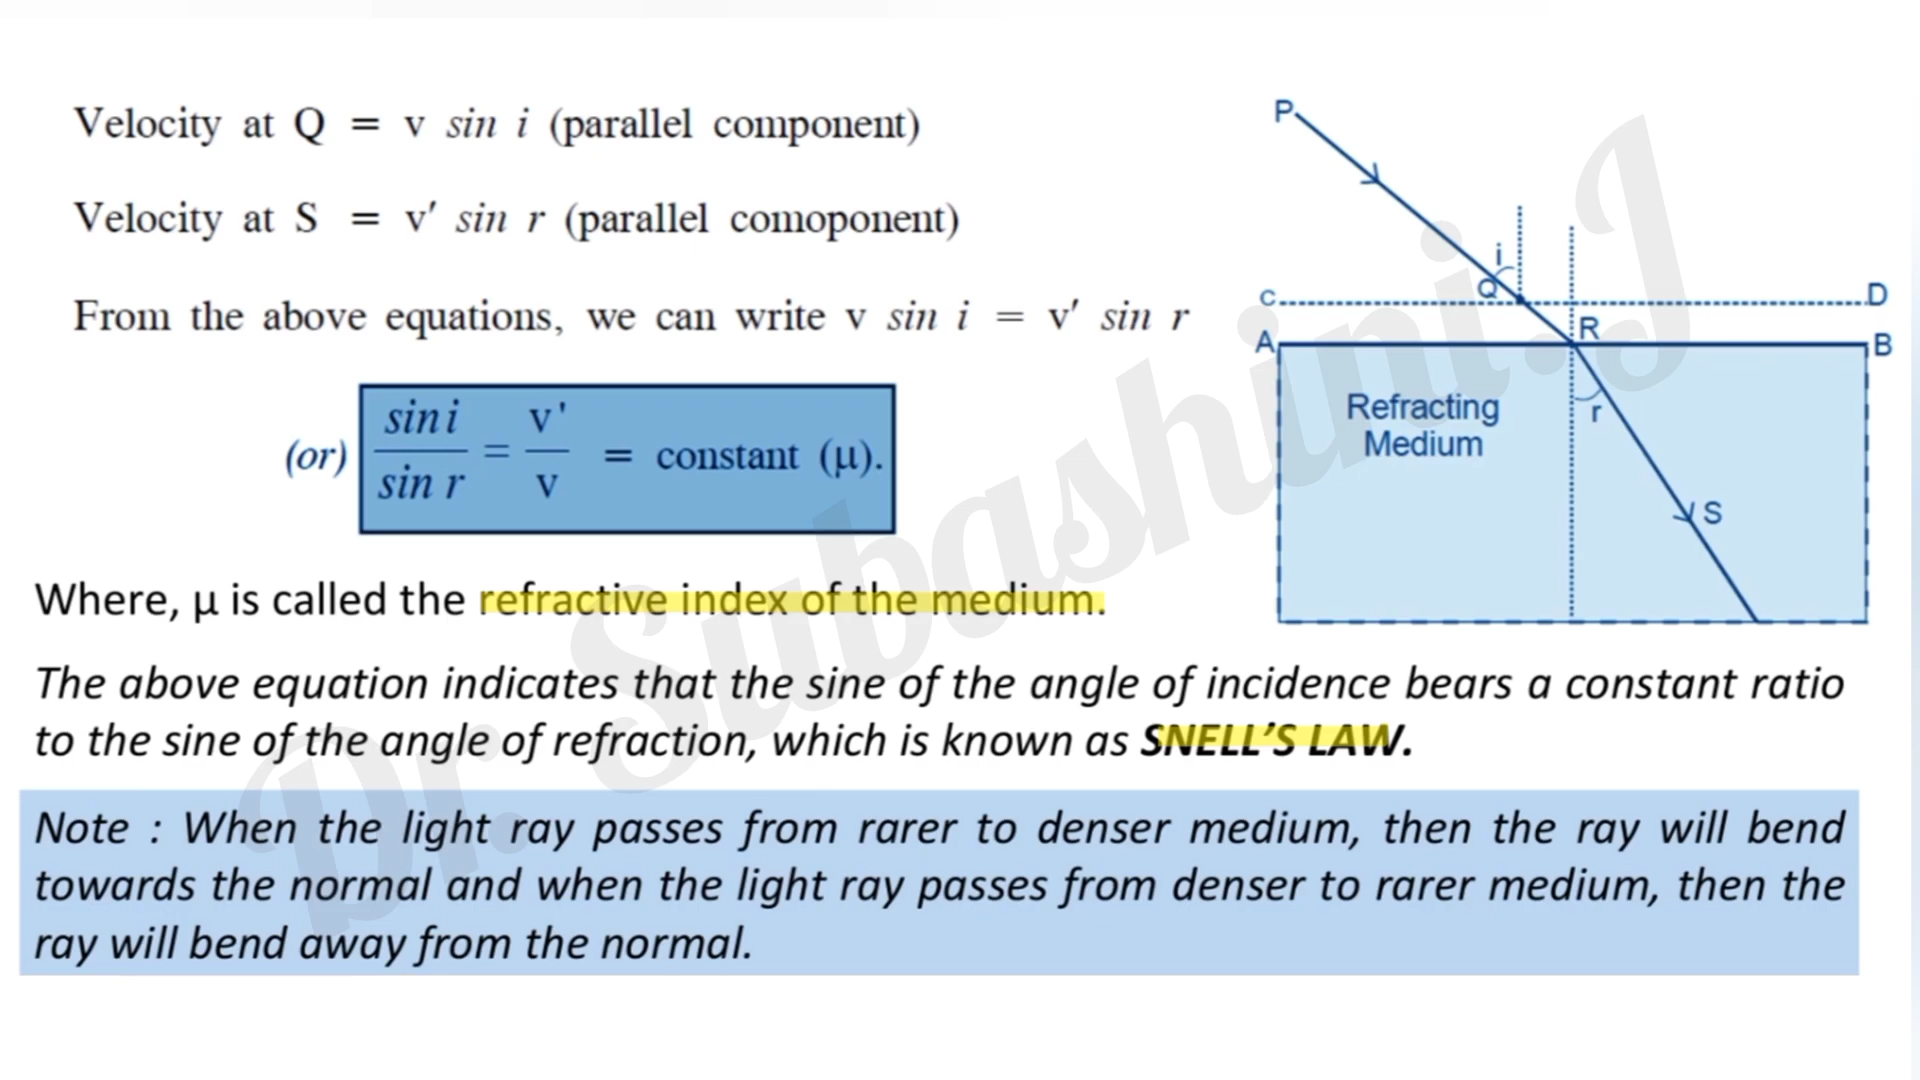 Velocity at Q = v sin i (parallel component)
Velocity at S = v′ sin r (parallel comoponent)
From the above equations, we can write v sin i = v′ sin r
(or) sin i / sin r = v' / v = constant (μ).
Where, μ is called the refractive index of the medium.
The above equation indicates that the sine of the angle of incidence bears a constant ratio
to the sine of the angle of refraction, which is known as SNELL’S LAW.
Note : When the light ray passes from rarer to denser medium, then the ray will bend
towards the normal and when the light ray passes from denser to rarer medium, then the
ray will bend away from the normal.
P
i
Q
C
D
R
A
B
Refracting
Medium
r
S
Dr. Subashini.J